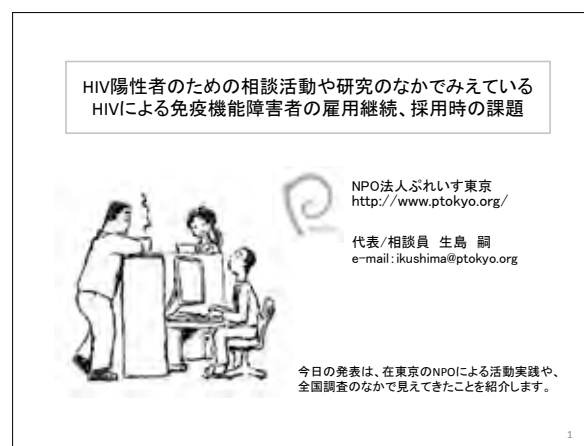 HIV陽性者のための相談活動や研究のなかでみえている
HIVによる免疫機能障害者の雇用継続、採用時の課題
NPO法人ぷれいす東京
http://www.ptokyo.org/
代表/相談員　生島　嗣
e-mail：ikushima@ptokyo.org
今日の発表は、在東京のNPOによる活動実践や、
全国調査のなかで見えてきたことを紹介します。
1